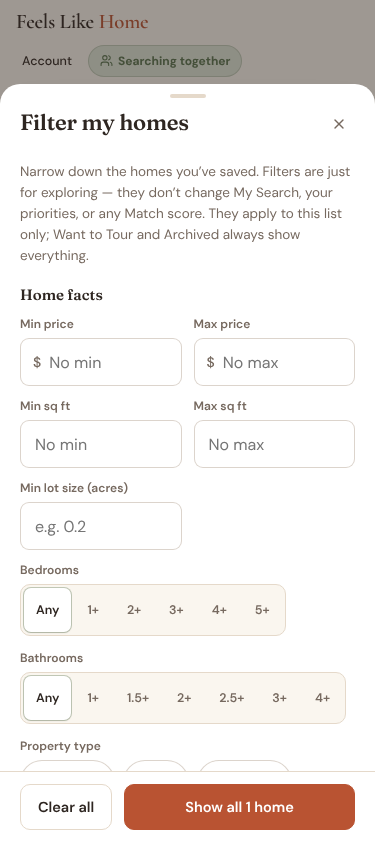 Feels Like Home
Account
Searching together
Filter my homes
Narrow down the homes you’ve saved. Filters are just
for exploring — they don’t change My Search, your
priorities, or any Match score. They apply to this list
only; Want to Tour and Archived always show
everything.
Home facts
Min price
Max price
$ No min
$ No max
Min sq ft
Max sq ft
No min
No max
Min lot size (acres)
e.g. 0.2
Bedrooms
Any 1+ 2+ 3+ 4+ 5+
Bathrooms
Any 1+ 1.5+ 2+ 2.5+ 3+ 4+
Property type
Clear all
Show all 1 home